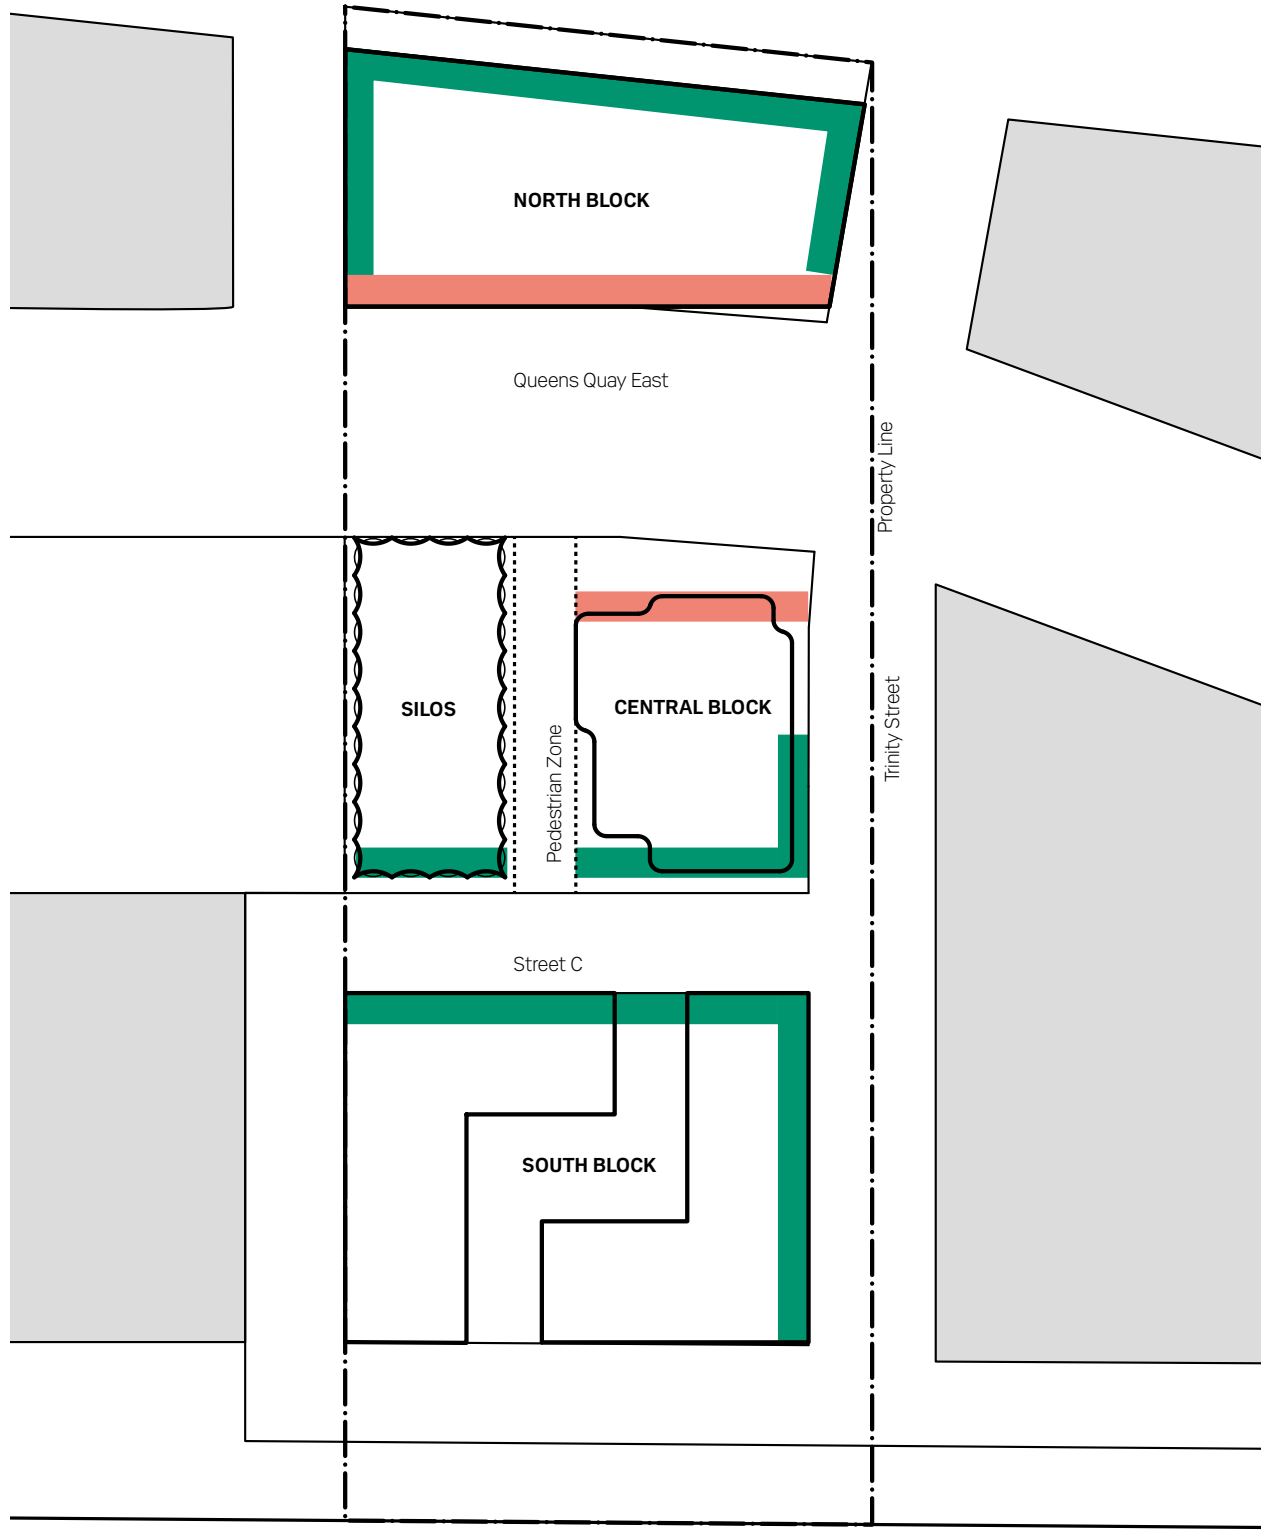 NORTH BLOCK
Queens Quay East
Property Line
SILOS
Pedestrian Zone
CENTRAL BLOCK
Trinity Street
Street C
SOUTH BLOCK